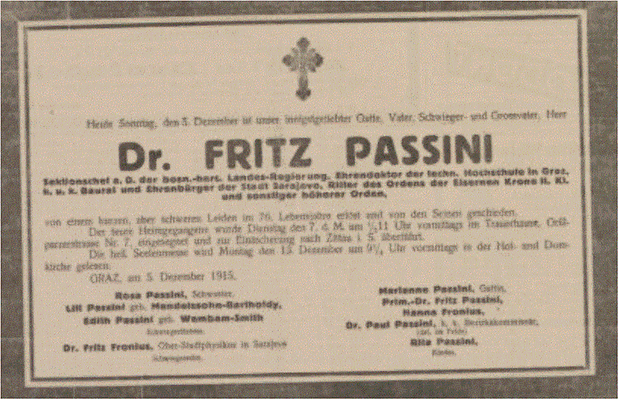 Heute Sonntag, den 5. Dezember ist unser innigstgeliebter Gatte, Vater, Schwieger- und Grossvater, Herr
Dr. FRITZ PASSINI
Sektionschef a. D. der bosn.-herz. Landes-Regierung, Ehrendoktor der techn. Hochschule in Graz,
k. u. k. Baurat und Ehrenbürger der Stadt Sarajevo, Ritter des Ordens der Eisernen Krone II. Kl.
und sonstiger höherer Orden,
von einem kurzen, aber schweren Leiden im 76. Lebensjahre erlöst und von den Seinen geschieden.
Der teure Heimgegangene wurde Dienstag den 7. d. M. um ½11 Uhr vormittags im Trauerhause, Grill-
parzerstrasse Nr. 7, eingesegnet und zur Einäscherung nach Zittau i. S. überführt.
Die heil. Seelenmesse wird Montag den 13. Dezember um Uhr vormittags in der Hof- und Dom-
kirche gelesen.
GRAZ, am 5. Dezember 1915.
Rosa Passini, Schwester,
Lili Passini geb. Mendelssohn-Bartholdy,
Edith Passini geb. Wambam-Smith
Schwiegertöchter.
Dr. Fritz Fronius, Ober-Stadtphysikus in Sarajevo
Schwiegersohn.
Marianne Passini, Gattin,
Prim.-Dr. Fritz Passini,
Hanna Fronius,
Dr. Paul Passini, k. k. Bezirkskommissär,
(dzt. im Felde)
Rita Passini,
Kinder.